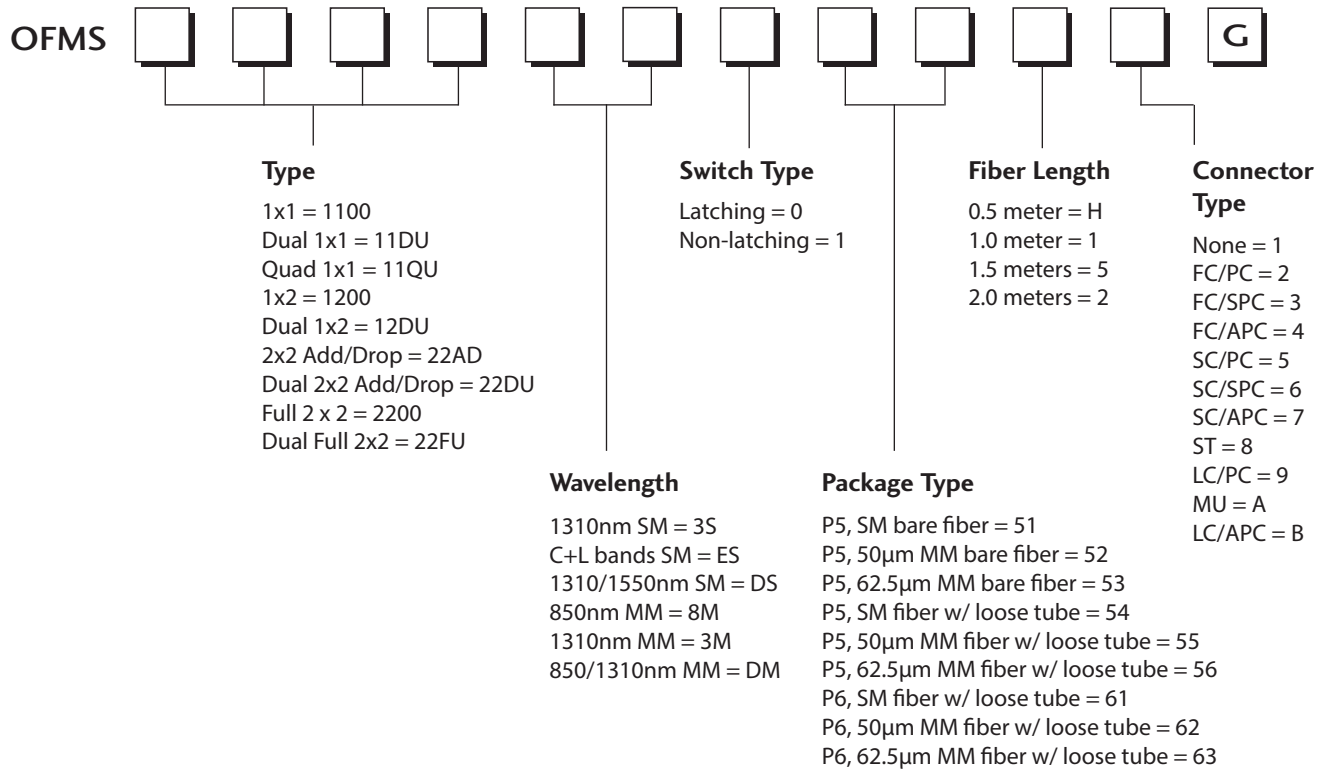 OFMS G
Type
1x1 = 1100
Dual 1x1 = 11DU
Quad 1x1 = 11QU
1x2 = 1200
Dual 1x2 = 12DU
2x2 Add/Drop = 22AD
Dual 2x2 Add/Drop = 22DU
Full 2 x 2 = 2200
Dual Full 2x2 = 22FU
Wavelength
1310nm SM = 3S
C+L bands SM = ES
1310/1550nm SM = DS
850nm MM = 8M
1310nm MM = 3M
850/1310nm MM = DM
Switch Type
Latching = 0
Non-latching = 1
Package Type
P5, SM bare fiber = 51
P5, 50µm MM bare fiber = 52
P5, 62.5µm MM bare fiber = 53
P5, SM fiber w/ loose tube = 54
P5, 50µm MM fiber w/ loose tube = 55
P5, 62.5µm MM fiber w/ loose tube = 56
P6, SM fiber w/ loose tube = 61
P6, 50µm MM fiber w/ loose tube = 62
P6, 62.5µm MM fiber w/ loose tube = 63
Fiber Length
0.5 meter = H
1.0 meter = 1
1.5 meters = 5
2.0 meters = 2
Connector
Type
None = 1
FC/PC = 2
FC/SPC = 3
FC/APC = 4
SC/PC = 5
SC/SPC = 6
SC/APC = 7
ST = 8
LC/PC = 9
MU = A
LC/APC = B